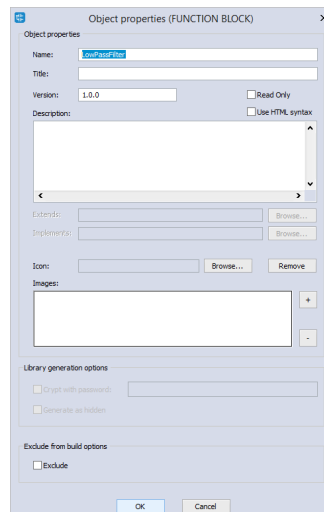 Object properties (FUNCTION BLOCK)
Object properties
Name: LowPassFilter
Title:
Version: 1.0.0 Read Only
Description: Use HTML syntax
Extends: Browse...
Implements: Browse...
Icon: Browse... Remove
Images:
+
-
Library generation options
Crypt with password:
Generate as hidden
Exclude from build options
Exclude
OK Cancel